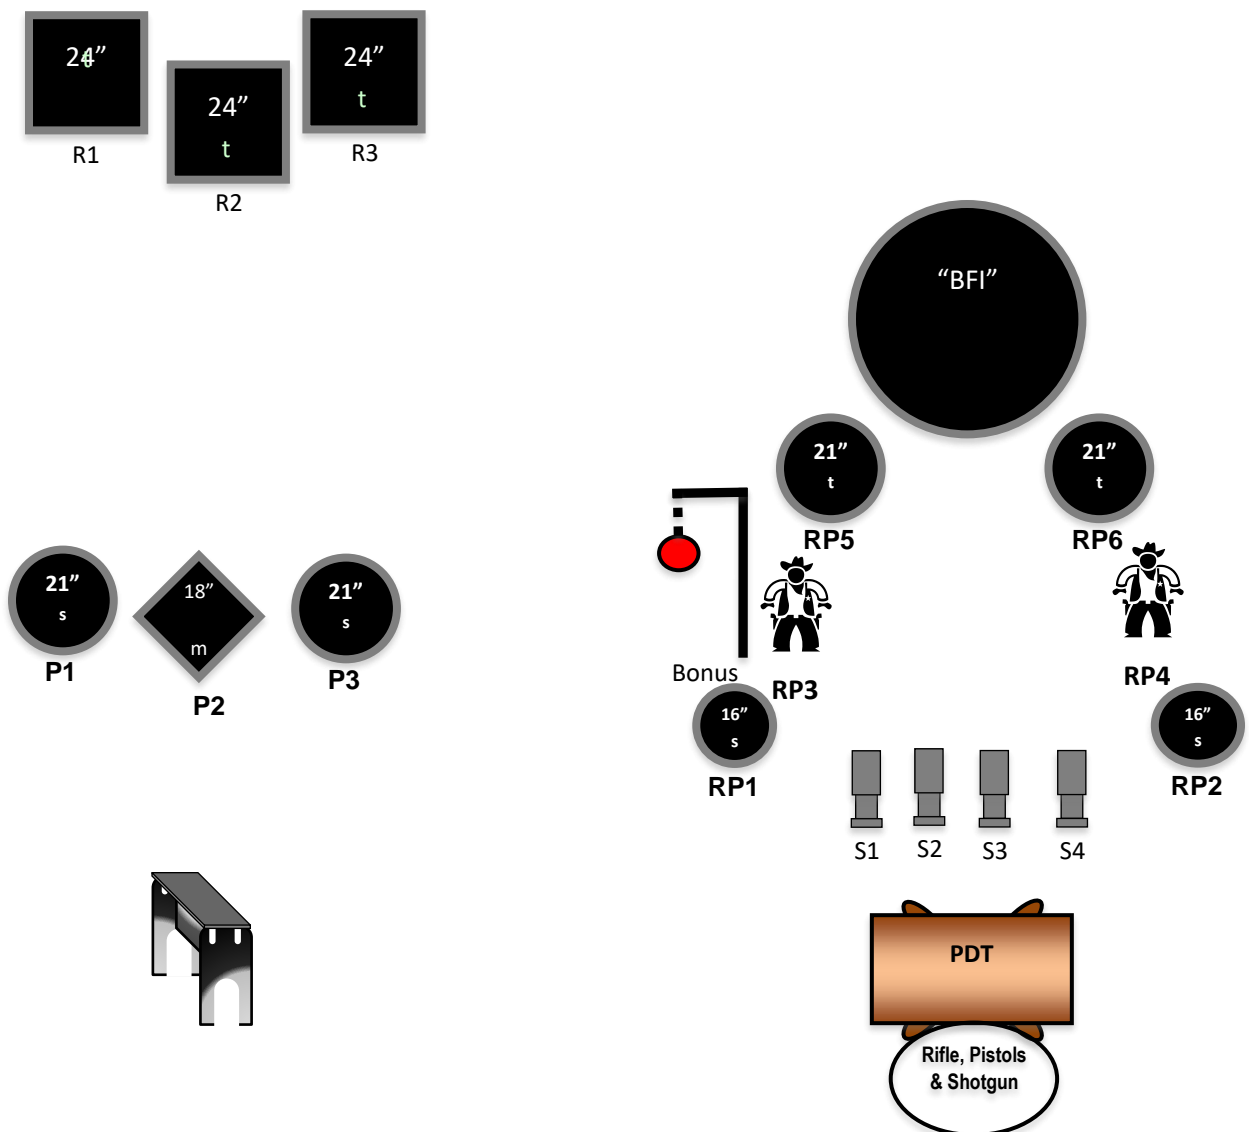 24”
t
R1
24”
t
R2
24”
t
R3
“BFI”
21”
t
RP5
21”
t
RP6
21”
s
P1
18”
m
P2
21”
s
P3
Bonus
RP3
RP4
16”
s
RP1
16”
s
RP2
S1
S2
S3
S4
PDT
Rifle, Pistols
& Shotgun